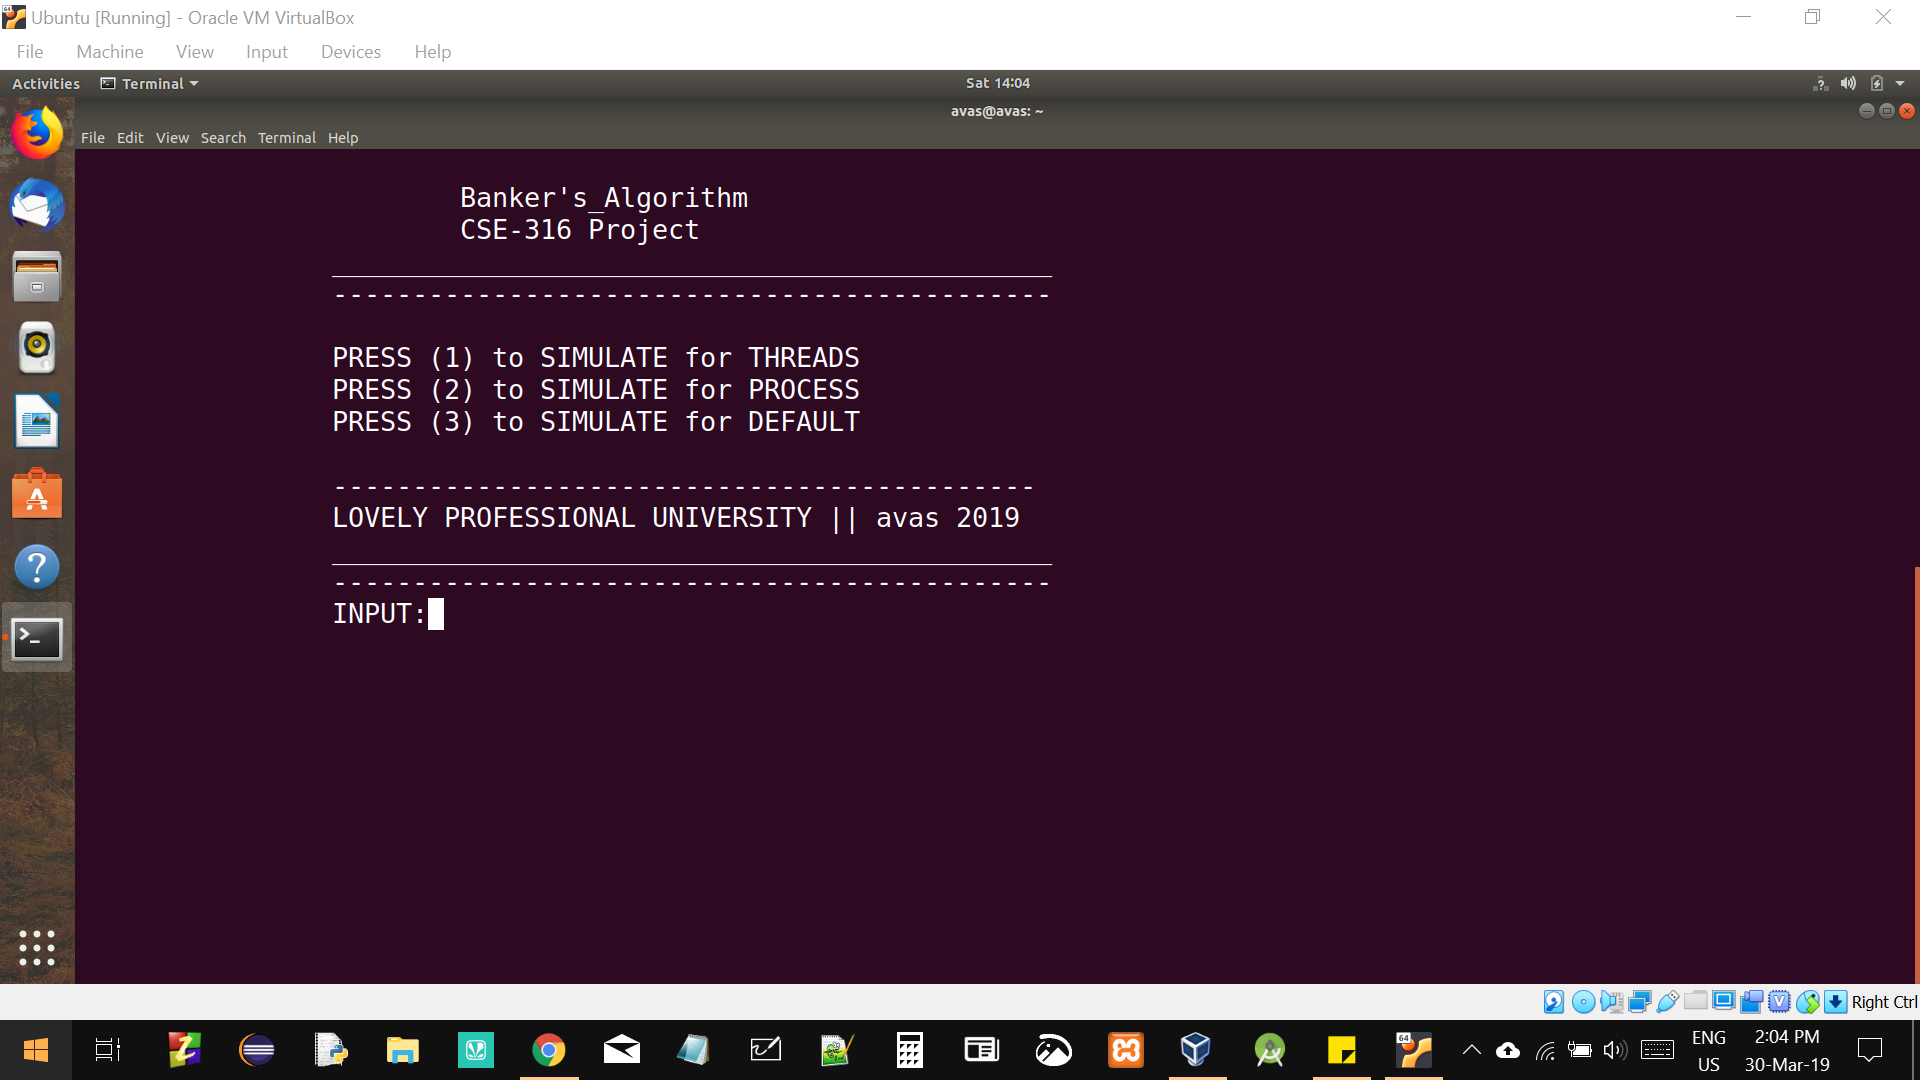 Ubuntu [Running] - Oracle VM VirtualBox
File Machine View Input Devices Help
Activities Terminal Sat 14:04
avas@avas: ~
File Edit View Search Terminal Help
Banker's_Algorithm
CSE-316 Project
_____________________________________________
---------------------------------------------
PRESS (1) to SIMULATE for THREADS
PRESS (2) to SIMULATE for PROCESS
PRESS (3) to SIMULATE for DEFAULT
--------------------------------------------
LOVELY PROFESSIONAL UNIVERSITY || avas 2019
_____________________________________________
---------------------------------------------
INPUT:
Right Ctrl
ENG 2:04 PM
US 30-Mar-19